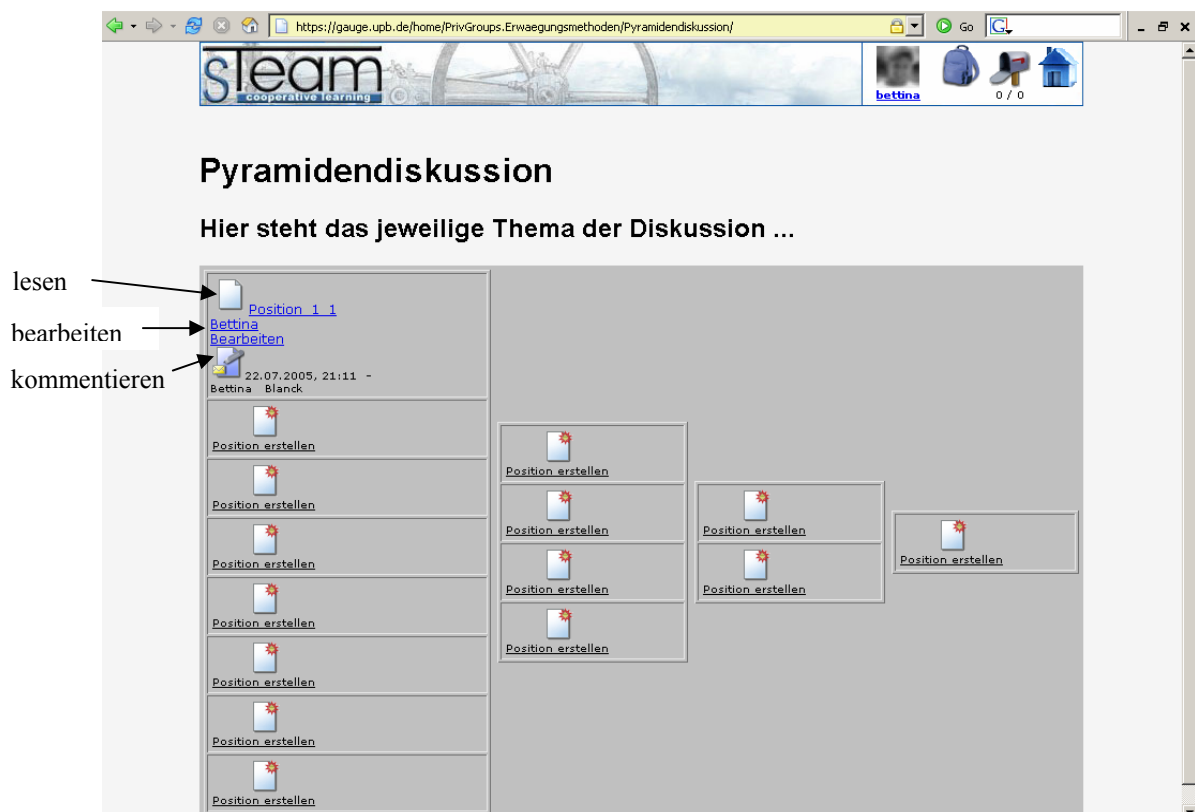 https://gauge.upb.de/home/PrivGroups.Erwaegungsmethoden/Pyramidendiskussion/
Go
G
sTeam
cooperative learning
bettina
0 / 0
Pyramidendiskussion
Hier steht das jeweilige Thema der Diskussion ...
lesen
bearbeiten
kommentieren
Position_1_1
Bettina
Bearbeiten
22.07.2005, 21:11 -
Bettina Blanck
Position erstellen
Position erstellen
Position erstellen
Position erstellen
Position erstellen
Position erstellen
Position erstellen
Position erstellen
Position erstellen
Position erstellen
Position erstellen
Position erstellen
Position erstellen
Position erstellen